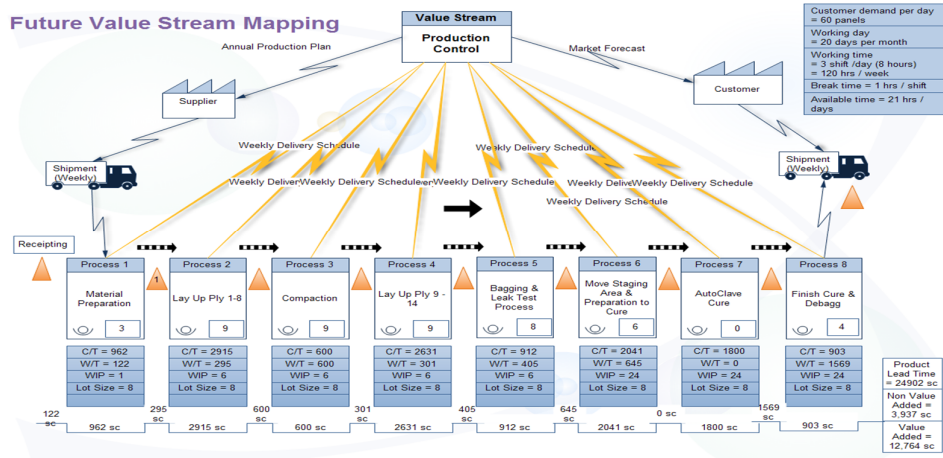 Future Value Stream Mapping
Value Stream
Production
Control
Annual Production Plan
Market Forecast
Supplier
Customer
Customer demand per day
= 60 panels
Working day
= 20 days per month
Working time
= 3 shift /day (8 hours)
= 120 hrs / week
Break time = 1 hrs / shift
Available time = 21 hrs /
days
Shipment
(Weekly)
Shipment
(Weekly)
Weekly Delivery Schedule
Weekly Delivery Schedule
Weekly Deliver
Weekly Delivery Schedule
Weekly Delivery Schedule
Weekly Delive
Weekly Delivery Schedule
Weekly Delivery Schedule
Receipting
Process 1
Material
Preparation
3
C/T = 962
W/T = 122
WIP = 1
Lot Size = 8
1
Process 2
Lay Up Ply 1-8
9
C/T = 2915
W/T = 295
WIP = 6
Lot Size = 8
Process 3
Compaction
9
C/T = 600
W/T = 600
WIP = 6
Lot Size = 8
Process 4
Lay Up Ply 9 -
14
9
C/T = 2631
W/T = 301
WIP = 6
Lot Size = 8
Process 5
Bagging &
Leak Test
Process
8
C/T = 912
W/T = 405
WIP = 6
Lot Size = 8
Process 6
Move Staging
Area &
Preparation to
Cure
6
C/T = 2041
W/T = 645
WIP = 24
Lot Size = 8
Process 7
AutoClave
Cure
0
C/T = 1800
W/T = 0
WIP = 24
Lot Size = 8
Process 8
Finish Cure &
Debagg
4
C/T = 903
W/T = 1569
WIP = 24
Lot Size = 8
122
sc
962 sc
295
sc
2915 sc
600
sc
600 sc
301
sc
2631 sc
405
sc
912 sc
645
sc
2041 sc
0 sc
1800 sc
1569
sc
903 sc
Product
Lead Time
= 24902 sc
Non Value
Added =
3,937 sc
Value
Added =
12,764 sc